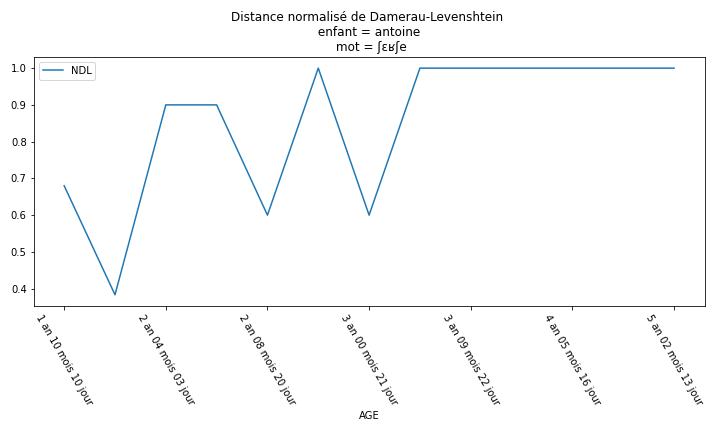 Distance normalisé de Damerau-Levenshtein
enfant = antoine
mot = ʃɛʁʃe
NDL
1.0
0.9
0.8
0.7
0.6
0.5
0.4
1 an 10 mois 10 jour
2 an 04 mois 03 jour
2 an 08 mois 20 jour
3 an 00 mois 21 jour
3 an 09 mois 22 jour
4 an 05 mois 16 jour
5 an 02 mois 13 jour
AGE